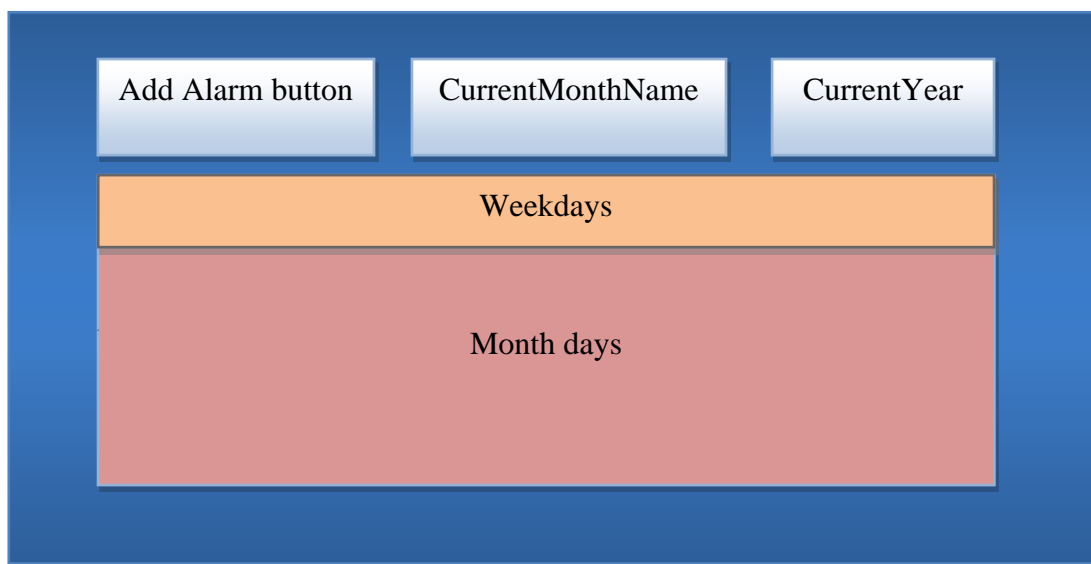 Add Alarm button
CurrentMonthName
CurrentYear
Weekdays
Month days